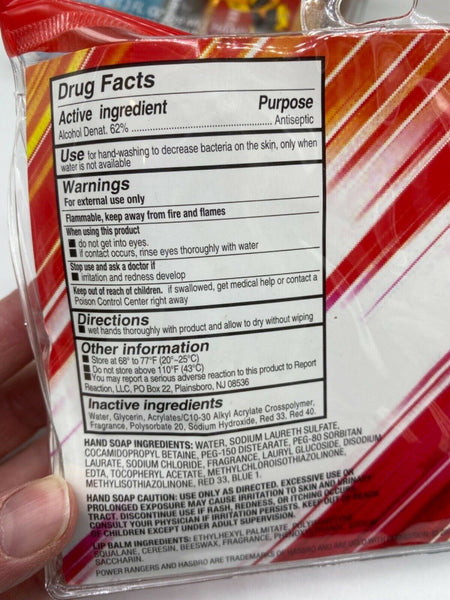 Drug Facts
Active ingredient Purpose
Alcohol Denat. 62% ........................................ Antiseptic
Use for hand-washing to decrease bacteria on the skin, only when
water is not available
Warnings
For external use only
Flammable, keep away from fire and flames
When using this product
■ do not get into eyes.
■ if contact occurs, rinse eyes thoroughly with water
Stop use and ask a doctor if
■ irritation and redness develop
Keep out of reach of children. if swallowed, get medical help or contact a
Poison Control Center right away
Directions
■ wet hands thoroughly with product and allow to dry without wiping
Other information
■ Store at 68° to 77°F (20°~25°C)
■ Do not store above 110°F (43°C)
■ You may report a serious adverse reaction to this product to Report
Reaction, LLC, PO Box 22, Plainsboro, NJ 08536
Inactive ingredients
Water, Glycerin, Acrylates/C10-30 Alkyl Acrylate Crosspolymer,
Fragrance, Polysorbate 20, Sodium Hydroxide, Red 33, Red 40.
HAND SOAP INGREDIENTS: WATER, SODIUM LAURETH SULFATE,
COCAMIDOPROPYL BETAINE, PEG-150 DISTEARATE, PEG-80 SORBITAN
LAURATE, SODIUM CHLORIDE, FRAGRANCE, LAURYL GLUCOSIDE, DISODIUM
EDTA, TOCOPHERYL ACETATE, METHYLCHLOROISOTHIAZOLINONE,
METHYLISOTHIAZOLINONE, RED 33, BLUE 1.
HAND SOAP CAUTION: USE ONLY AS DIRECTED. EXCESSIVE USE OR
PROLONGED EXPOSURE MAY CAUSE IRRITATION TO SKIN AND URINARY
TRACT. DISCONTINUE USE IF RASH, REDNESS, OR ITCHING OCCURS.
CONSULT YOUR PHYSICIAN IF IRRITATION PERSISTS. KEEP OUT OF REACH
OF CHILDREN EXCEPT UNDER ADULT SUPERVISION.
LIP BALM INGREDIENTS: ETHYLHEXYL PALMITATE,
SQUALANE, CERESIN, BEESWAX, FRAGRANCE,
SACCHARIN.
POWER RANGERS AND HASBRO ARE TRADEMARKS OF HASBRO AND ARE USED WITH